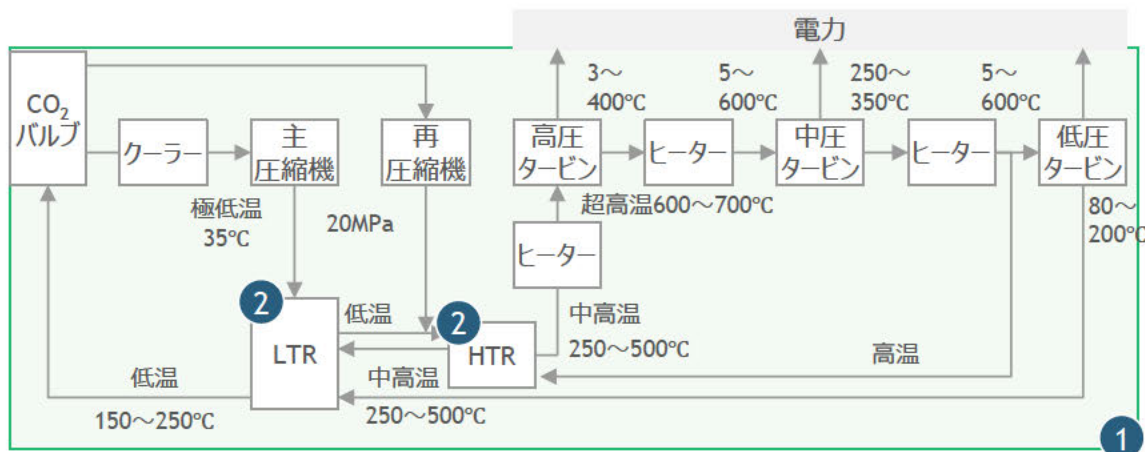 電力
CO2
バルブ
クーラー
主
圧縮機
再
圧縮機
高圧
タービン
3～
400℃
5～
600℃
ヒーター
中圧
タービン
250～
350℃
5～
600℃
ヒーター
低圧
タービン
極低温
35℃
20MPa
超高温600～700℃
80～
200℃
ヒーター
2
LTR
低温
2
HTR
中高温
250～500℃
高温
低温
150～250℃
中高温
250～500℃
1